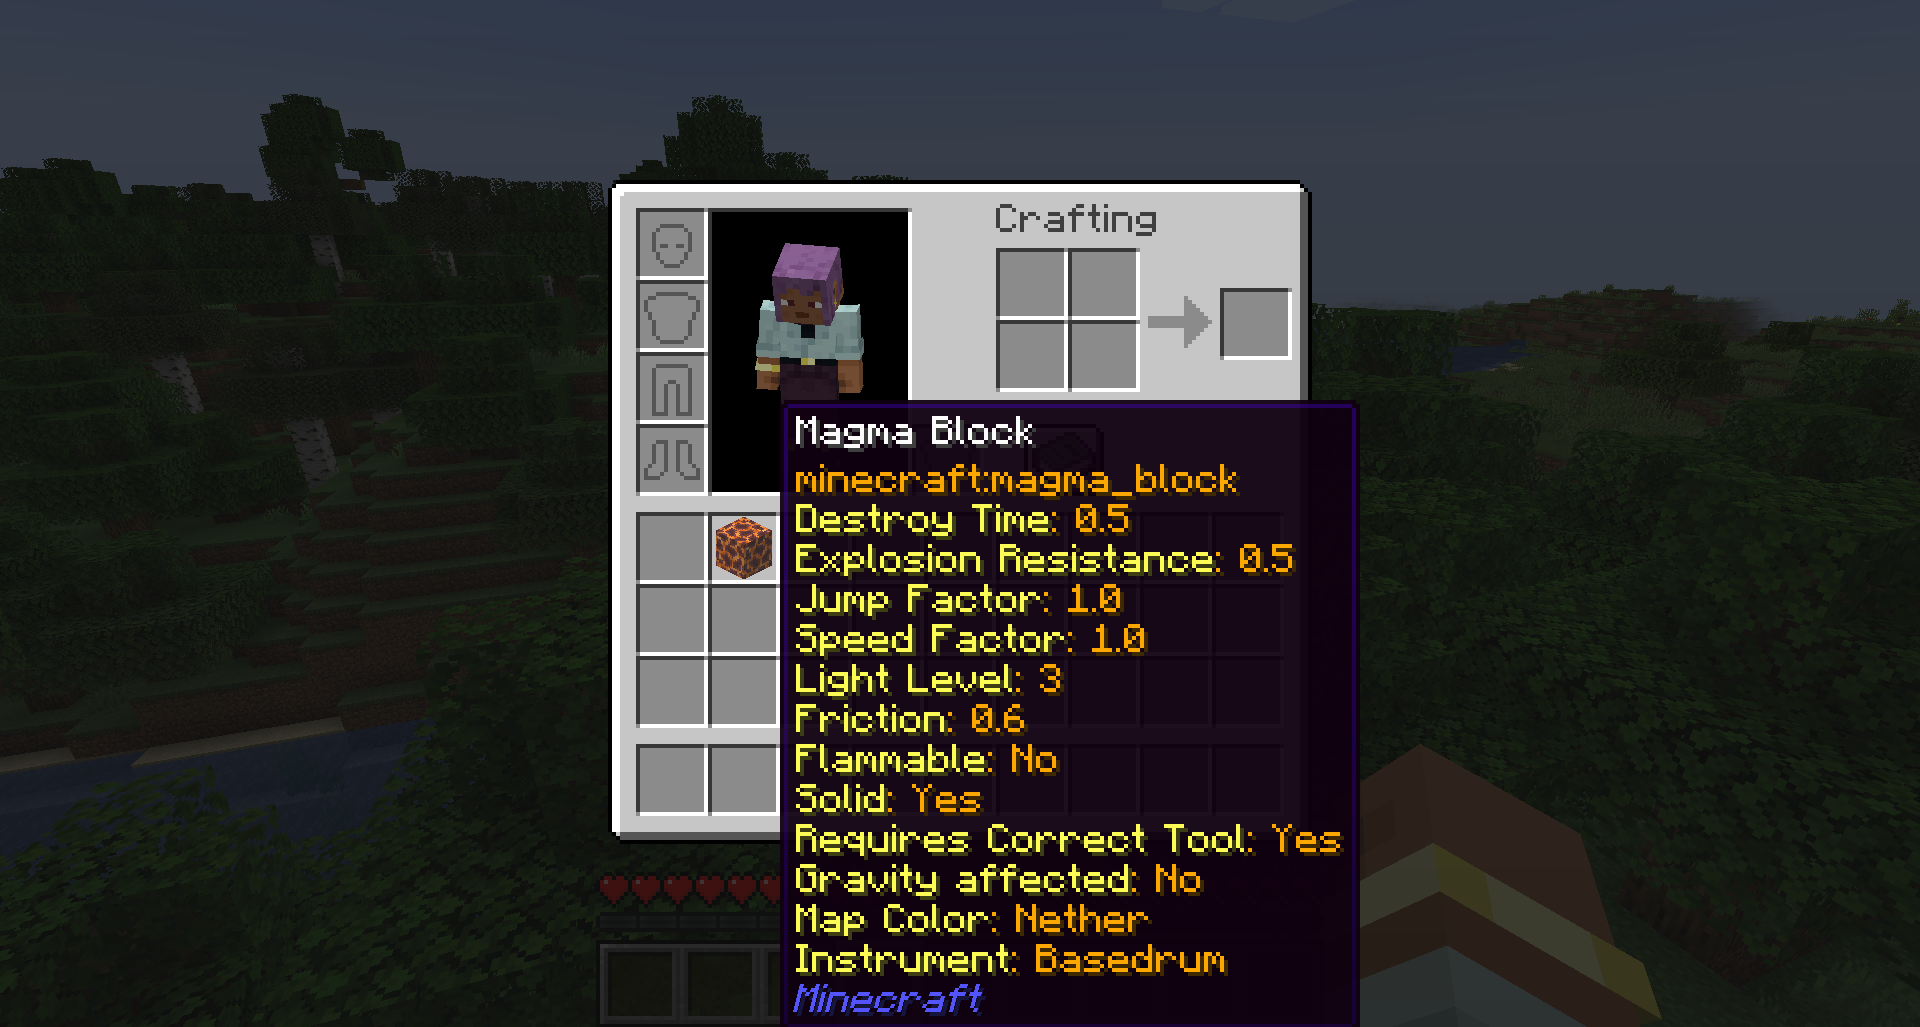 Crafting
Magma Block
minecraft:magma_block
Destroy Time: 0.5
Explosion Resistance: 0.5
Jump Factor: 1.0
Speed Factor: 1.0
Light Level: 3
Friction: 0.6
Flammable: No
Solid: Yes
Requires Correct Tool: Yes
Gravity affected: No
Map Color: Nether
Instrument: Basedrum
Minecraft